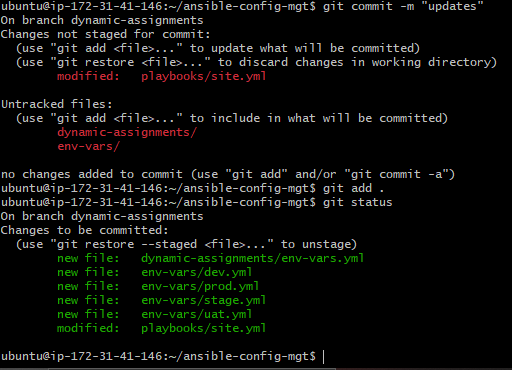 ubuntu@ip-172-31-41-146:~/ansible-config-mgt$ git commit -m "updates"
On branch dynamic-assignments
Changes not staged for commit:
  (use "git add <file>..." to update what will be committed)
  (use "git restore <file>..." to discard changes in working directory)
        modified:   playbooks/site.yml

Untracked files:
  (use "git add <file>..." to include in what will be committed)
        dynamic-assignments/
        env-vars/

no changes added to commit (use "git add" and/or "git commit -a")
ubuntu@ip-172-31-41-146:~/ansible-config-mgt$ git add .
ubuntu@ip-172-31-41-146:~/ansible-config-mgt$ git status
On branch dynamic-assignments
Changes to be committed:
  (use "git restore --staged <file>..." to unstage)
        new file:   dynamic-assignments/env-vars.yml
        new file:   env-vars/dev.yml
        new file:   env-vars/prod.yml
        new file:   env-vars/stage.yml
        new file:   env-vars/uat.yml
        modified:   playbooks/site.yml

ubuntu@ip-172-31-41-146:~/ansible-config-mgt$